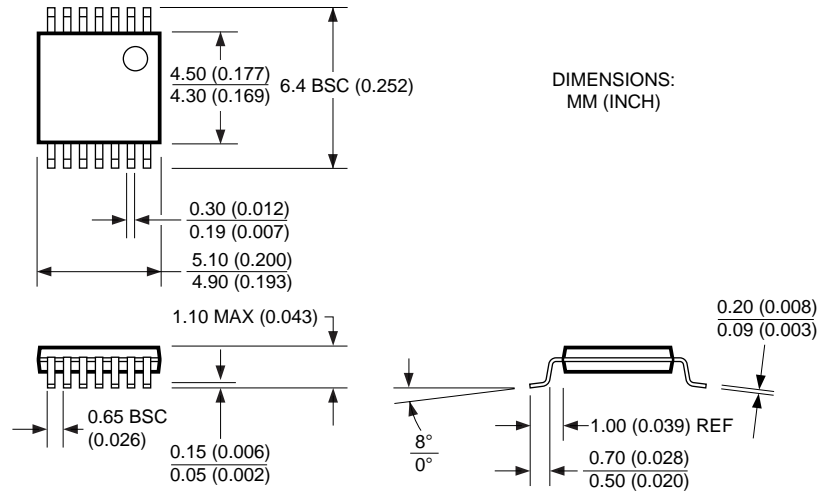 4.50 (0.177)
4.30 (0.169)
6.4 BSC (0.252)
DIMENSIONS:
MM (INCH)
0.30 (0.012)
0.19 (0.007)
5.10 (0.200)
4.90 (0.193)
1.10 MAX (0.043)
0.20 (0.008)
0.09 (0.003)
0.65 BSC
(0.026)
0.15 (0.006)
0.05 (0.002)
8°
0°
1.00 (0.039) REF
0.70 (0.028)
0.50 (0.020)